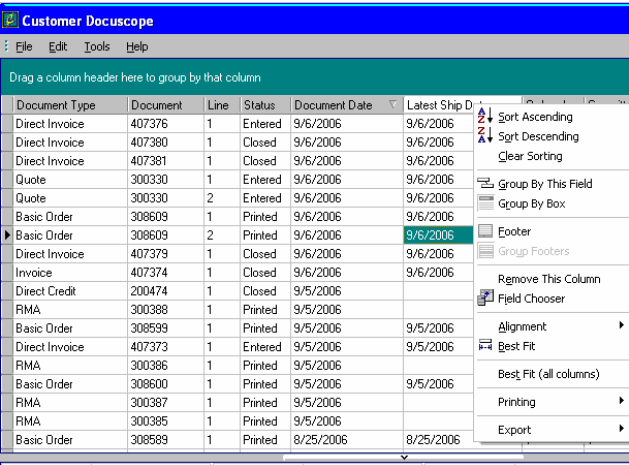 Customer Docuscope
File Edit Tools Help
Drag a column header here to group by that column
Document Type Document Line Status Document Date Latest Ship
Direct Invoice 407376 1 Entered 9/6/2006 9/6/2006
Direct Invoice 407380 1 Closed 9/6/2006 9/6/2006
Direct Invoice 407381 1 Closed 9/6/2006 9/6/2006
Quote 300330 1 Entered 9/6/2006 9/6/2006
Quote 300330 2 Entered 9/6/2006 9/6/2006
Basic Order 308609 1 Printed 9/6/2006 9/6/2006
Basic Order 308609 2 Printed 9/6/2006 9/6/2006
Direct Invoice 407379 1 Closed 9/6/2006 9/6/2006
Invoice 407374 1 Closed 9/6/2006 9/6/2006
Direct Credit 200474 1 Closed 9/5/2006
RMA 300388 1 Printed 9/5/2006
Basic Order 308599 1 Printed 9/5/2006 9/5/2006
Direct Invoice 407373 1 Entered 9/5/2006 9/5/2006
RMA 300386 1 Printed 9/5/2006
Basic Order 308600 1 Printed 9/5/2006 9/5/2006
RMA 300387 1 Printed 9/5/2006
RMA 300385 1 Printed 9/5/2006
Basic Order 308589 1 Printed 8/25/2006 8/25/2006
Sort Ascending
Sort Descending
Clear Sorting
Group By This Field
Group By Box
Footer
Group Footers
Remove This Column
Field Chooser
Alignment
Best Fit
Best Fit (all columns)
Printing
Export